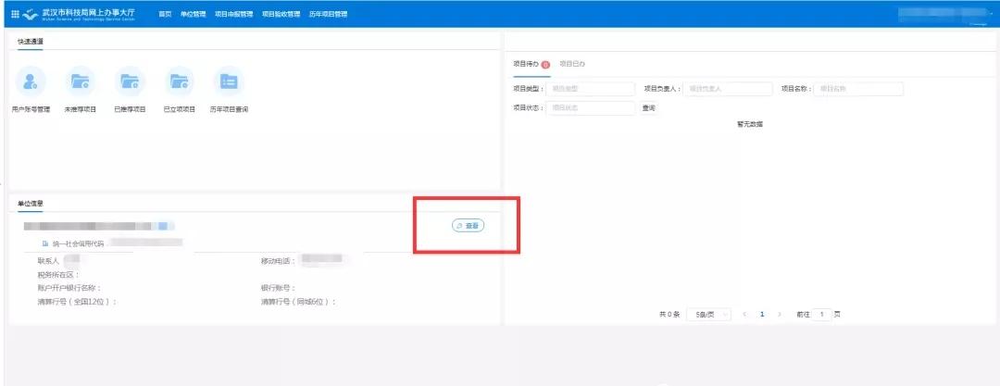 武汉市科技局网上办事大厅
Wuhan Science and Technology Service Center
首页 单位管理 项目申报管理 项目验收管理 历年项目管理
快速通道
用户账号管理 未推荐项目 已推荐项目 已立项项目 历年项目查询
项目待办 0 项目已办
项目类型： 项目类型 项目负责人： 项目负责人 项目名称： 项目名称
项目状态： 项目状态 查询
暂无数据
单位信息
查看
统一社会信用代码：
联系人 移动电话：
税务所在区：
账户开户银行名称： 银行账号：
清算行号（全国12位）： 清算行号（同城6位）：
共 0 条 5条/页 1 前往 1 页